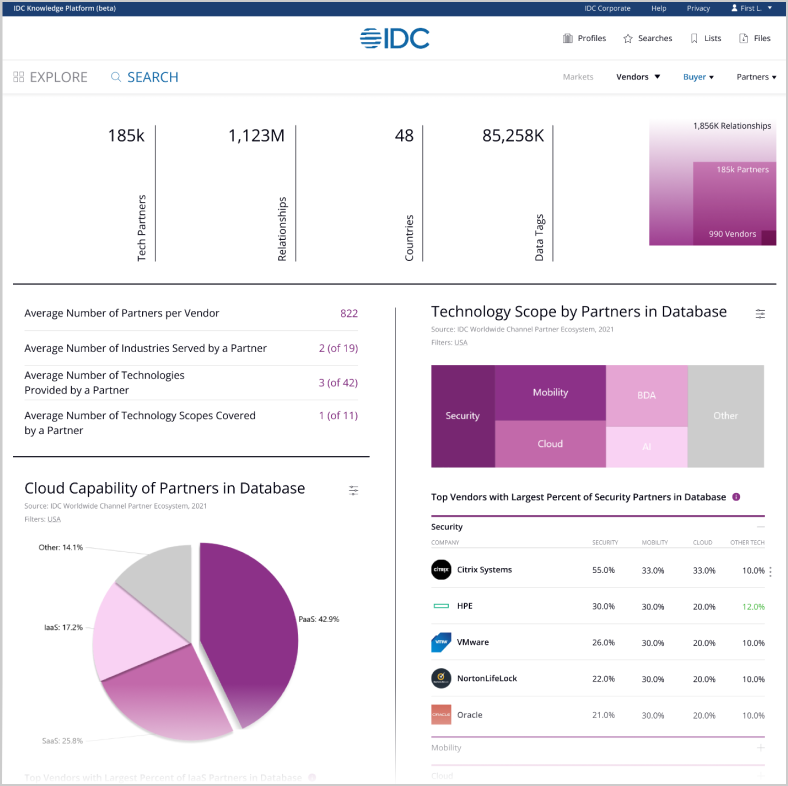 IDC Knowledge Platform (beta)
IDC Corporate
Help
Privacy
First L.
IDC
Profiles
Searches
Lists
Files
EXPLORE
SEARCH
Markets
Vendors
Buyer
Partners
185k
Tech Partners
1,123M
Relationships
48
Countries
85,258K
Data Tags
1,856K Relationships
185k Partners
990 Vendors
Average Number of Partners per Vendor 822
Average Number of Industries Served by a Partner 2 (of 19)
Average Number of Technologies
Provided by a Partner 3 (of 42)
Average Number of Technology Scopes Covered 1 (of 11)
by a Partner
Cloud Capability of Partners in Database
Source: IDC Worldwide Channel Partner Ecosystem, 2021
Filters: USA
Other: 14.1%
IaaS: 17.2%
PaaS: 42.9%
SaaS: 25.8%
Top Vendors with Largest Percent of IaaS Partners in Database
Technology Scope by Partners in Database
Source: IDC Worldwide Channel Partner Ecosystem, 2021
Filters: USA
Security
Mobility
Cloud
BDA
AI
Other
Top Vendors with Largest Percent of Security Partners in Database
Security
COMPANY SECURITY MOBILITY CLOUD OTHER TECH
citrix Citrix Systems 55.0% 33.0% 33.0% 10.0%
HPE 30.0% 30.0% 20.0% 12.0%
vmw VMware 26.0% 30.0% 20.0% 10.0%
NortonLifeLock 22.0% 30.0% 20.0% 10.0%
ORACLE Oracle 21.0% 30.0% 20.0% 10.0%
Mobility
Cloud